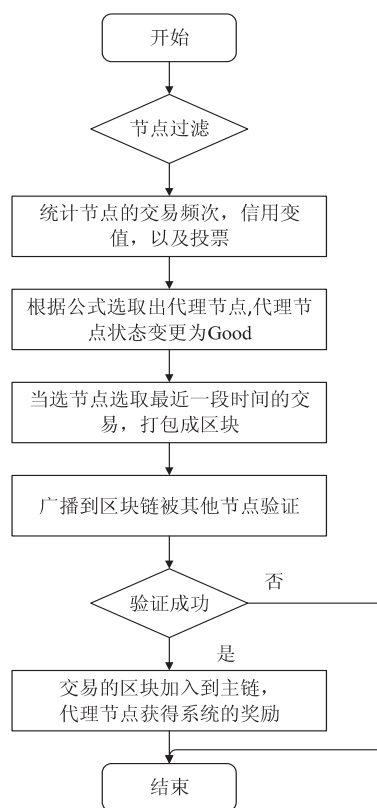 开始
节点过滤
统计节点的交易频次，信用变
值，以及投票
根据公式选取出代理节点,代理节
点状态变更为Good
当选节点选取最近一段时间的交
易，打包成区块
广播到区块链被其他节点验证
验证成功
否
是
交易的区块加入到主链，
代理节点获得系统的奖励
结束